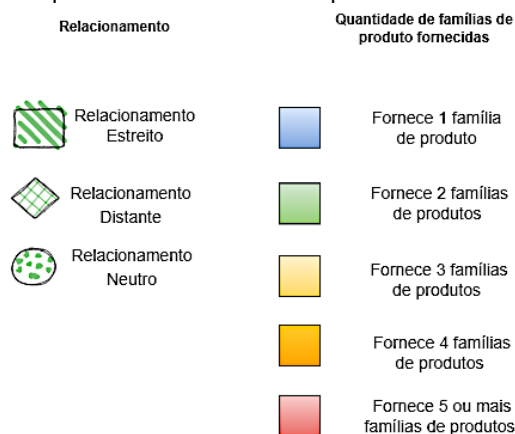 Relacionamento
Quantidade de famílias de
produto fornecidas
Relacionamento
Estreito
Fornece 1 família
de produto
Relacionamento
Distante
Fornece 2 famílias
de produtos
Relacionamento
Neutro
Fornece 3 famílias
de produtos
Fornece 4 famílias
de produtos
Fornece 5 ou mais
famílias de produtos